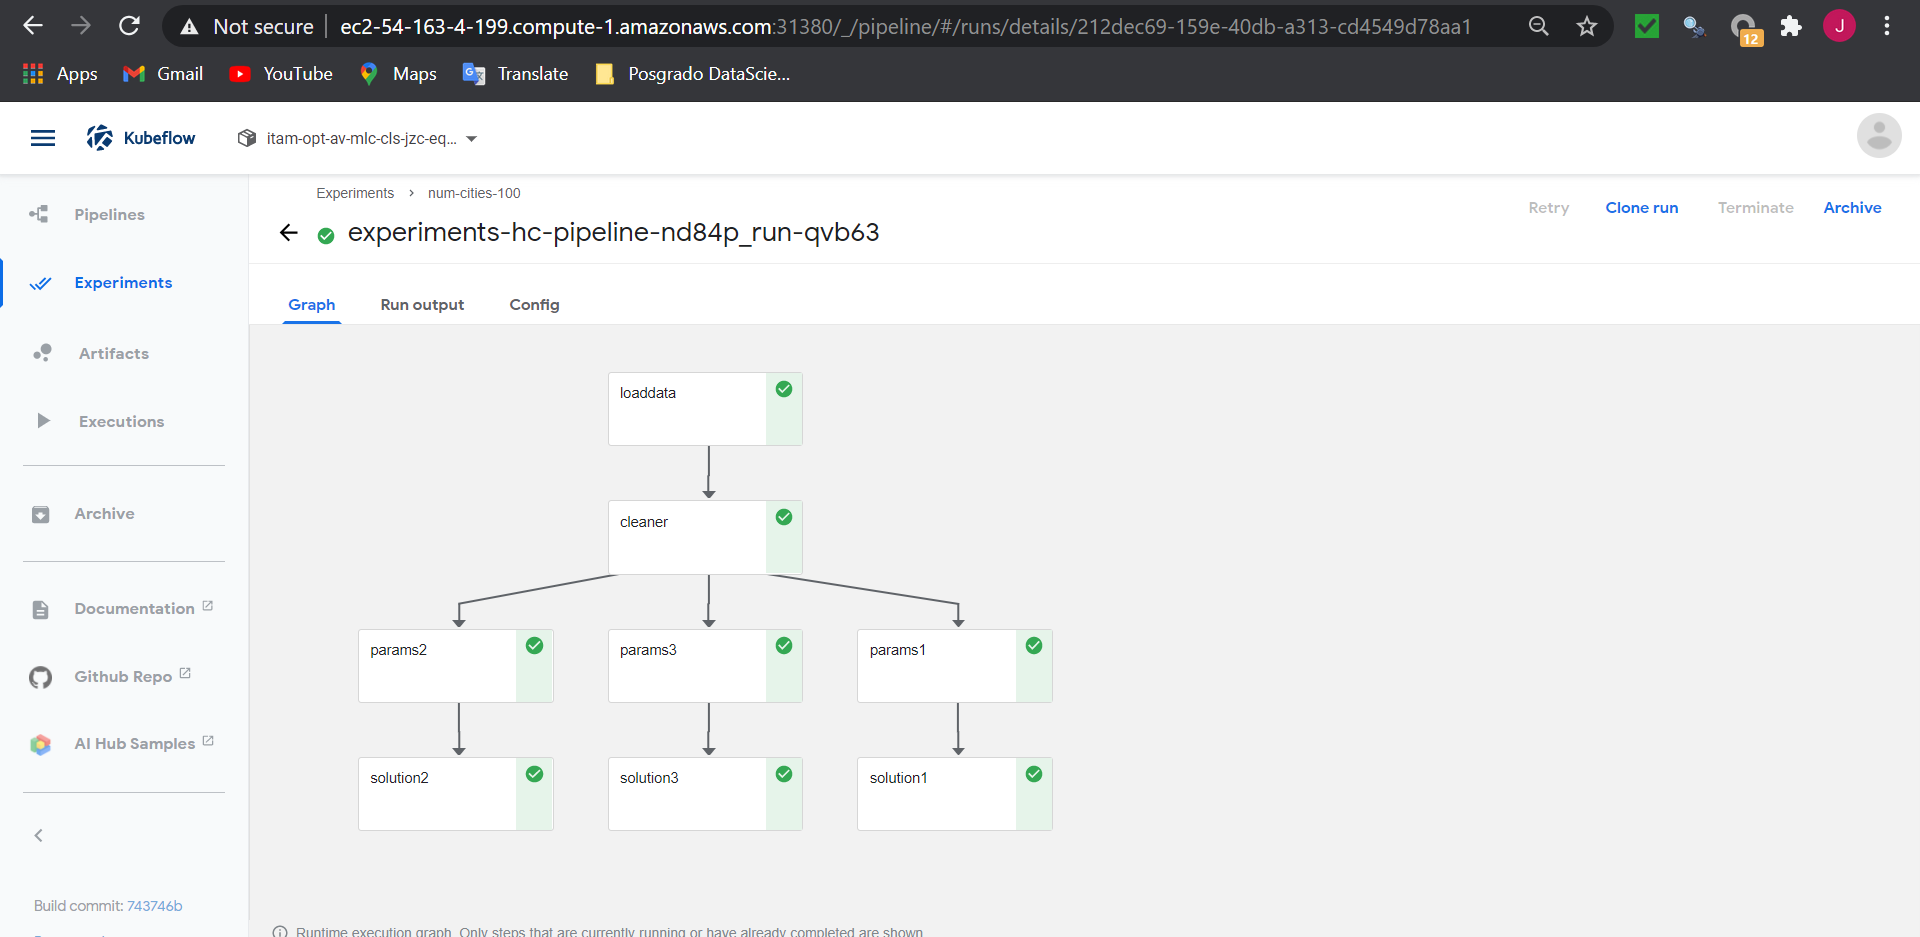 Not secure | ec2-54-163-4-199.compute-1.amazonaws.com:31380/_/pipeline/#/runs/details/212dec69-159e-40db-a313-cd4549d78aa1
12
J
Apps Gmail YouTube Maps Translate Posgrado DataScie...
Kubeflow itam-opt-av-mlc-cls-jzc-eq...
Pipelines
Experiments
Artifacts
Executions
Archive
Documentation
Github Repo
AI Hub Samples
Build commit: 743746b
Experiments > num-cities-100
experiments-hc-pipeline-nd84p_run-qvb63
Retry Clone run Terminate Archive
Graph Run output Config
loaddata
cleaner
params2 params3 params1
solution2 solution3 solution1
Runtime execution graph. Only steps that are currently running or have already completed are shown